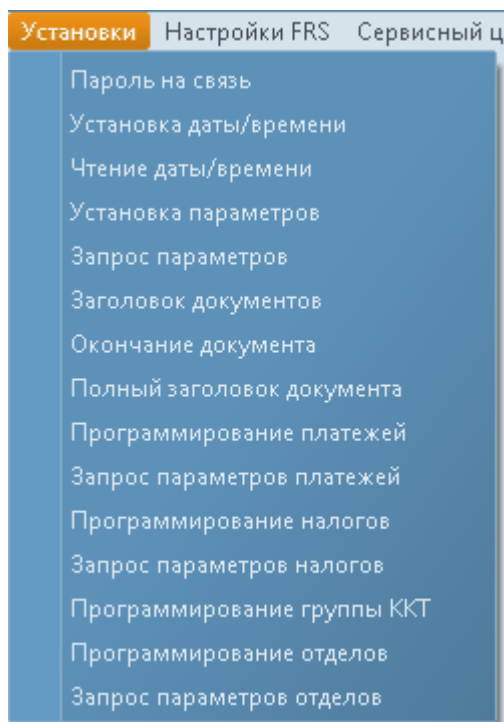 Установки Настройки FRS Сервисный ц
Пароль на связь
Установка даты/времени
Чтение даты/времени
Установка параметров
Запрос параметров
Заголовок документов
Окончание документа
Полный заголовок документа
Программирование платежей
Запрос параметров платежей
Программирование налогов
Запрос параметров налогов
Программирование группы ККТ
Программирование отделов
Запрос параметров отделов